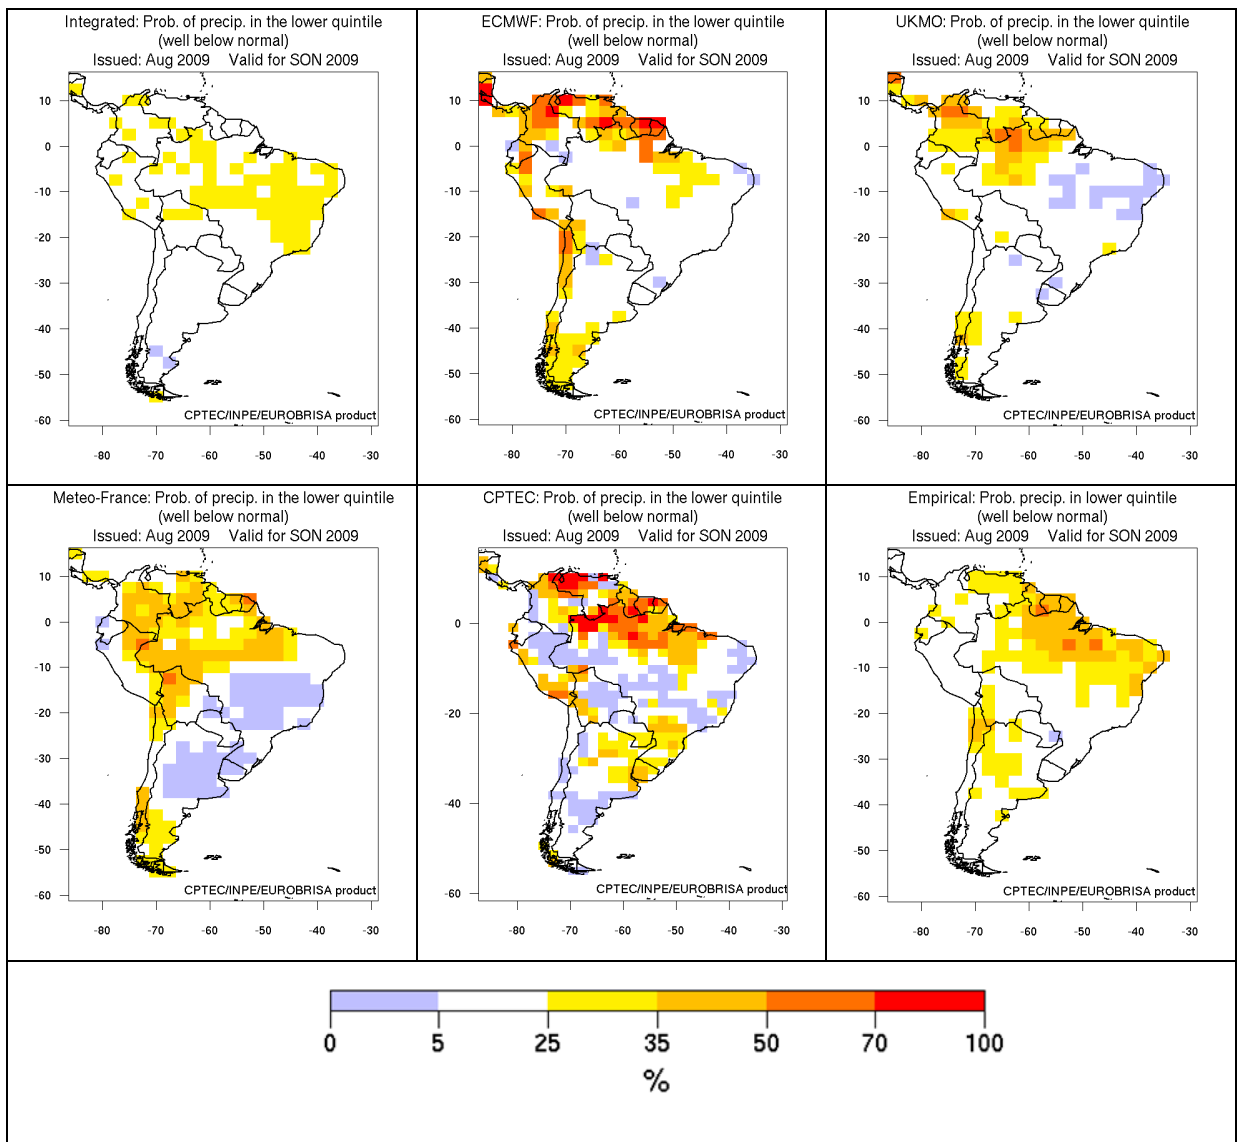 Integrated: Prob. of precip. in the lower quintile
(well below normal)
Issued: Aug 2009 Valid for SON 2009
10
0
-10
-20
-30
-40
-50
-60
CPTEC/INPE/EUROBRISA product
-80 -70 -60 -50 -40 -30
ECMWF: Prob. of precip. in the lower quintile
(well below normal)
Issued: Aug 2009 Valid for SON 2009
10
0
-10
-20
-30
-40
-50
-60
CPTEC/INPE/EUROBRISA product
-80 -70 -60 -50 -40 -30
UKMO: Prob. of precip. in the lower quintile
(well below normal)
Issued: Aug 2009 Valid for SON 2009
10
0
-10
-20
-30
-40
-50
-60
CPTEC/INPE/EUROBRISA product
-80 -70 -60 -50 -40 -30
Meteo-France: Prob. of precip. in the lower quintile
(well below normal)
Issued: Aug 2009 Valid for SON 2009
10
0
-10
-20
-30
-40
-50
-60
CPTEC/INPE/EUROBRISA product
-80 -70 -60 -50 -40 -30
CPTEC: Prob. of precip. in the lower quintile
(well below normal)
Issued: Aug 2009 Valid for SON 2009
0
-20
-40
-60
CPTEC/INPE/EUROBRISA product
-80 -70 -60 -50 -40 -30
Empirical: Prob. precip. in lower quintile
(well below normal)
Issued: Aug 2009 Valid for SON 2009
10
0
-10
-20
-30
-40
-50
-60
CPTEC/INPE/EUROBRISA product
-80 -70 -60 -50 -40 -30
0 5 25 35 50 70 100
%